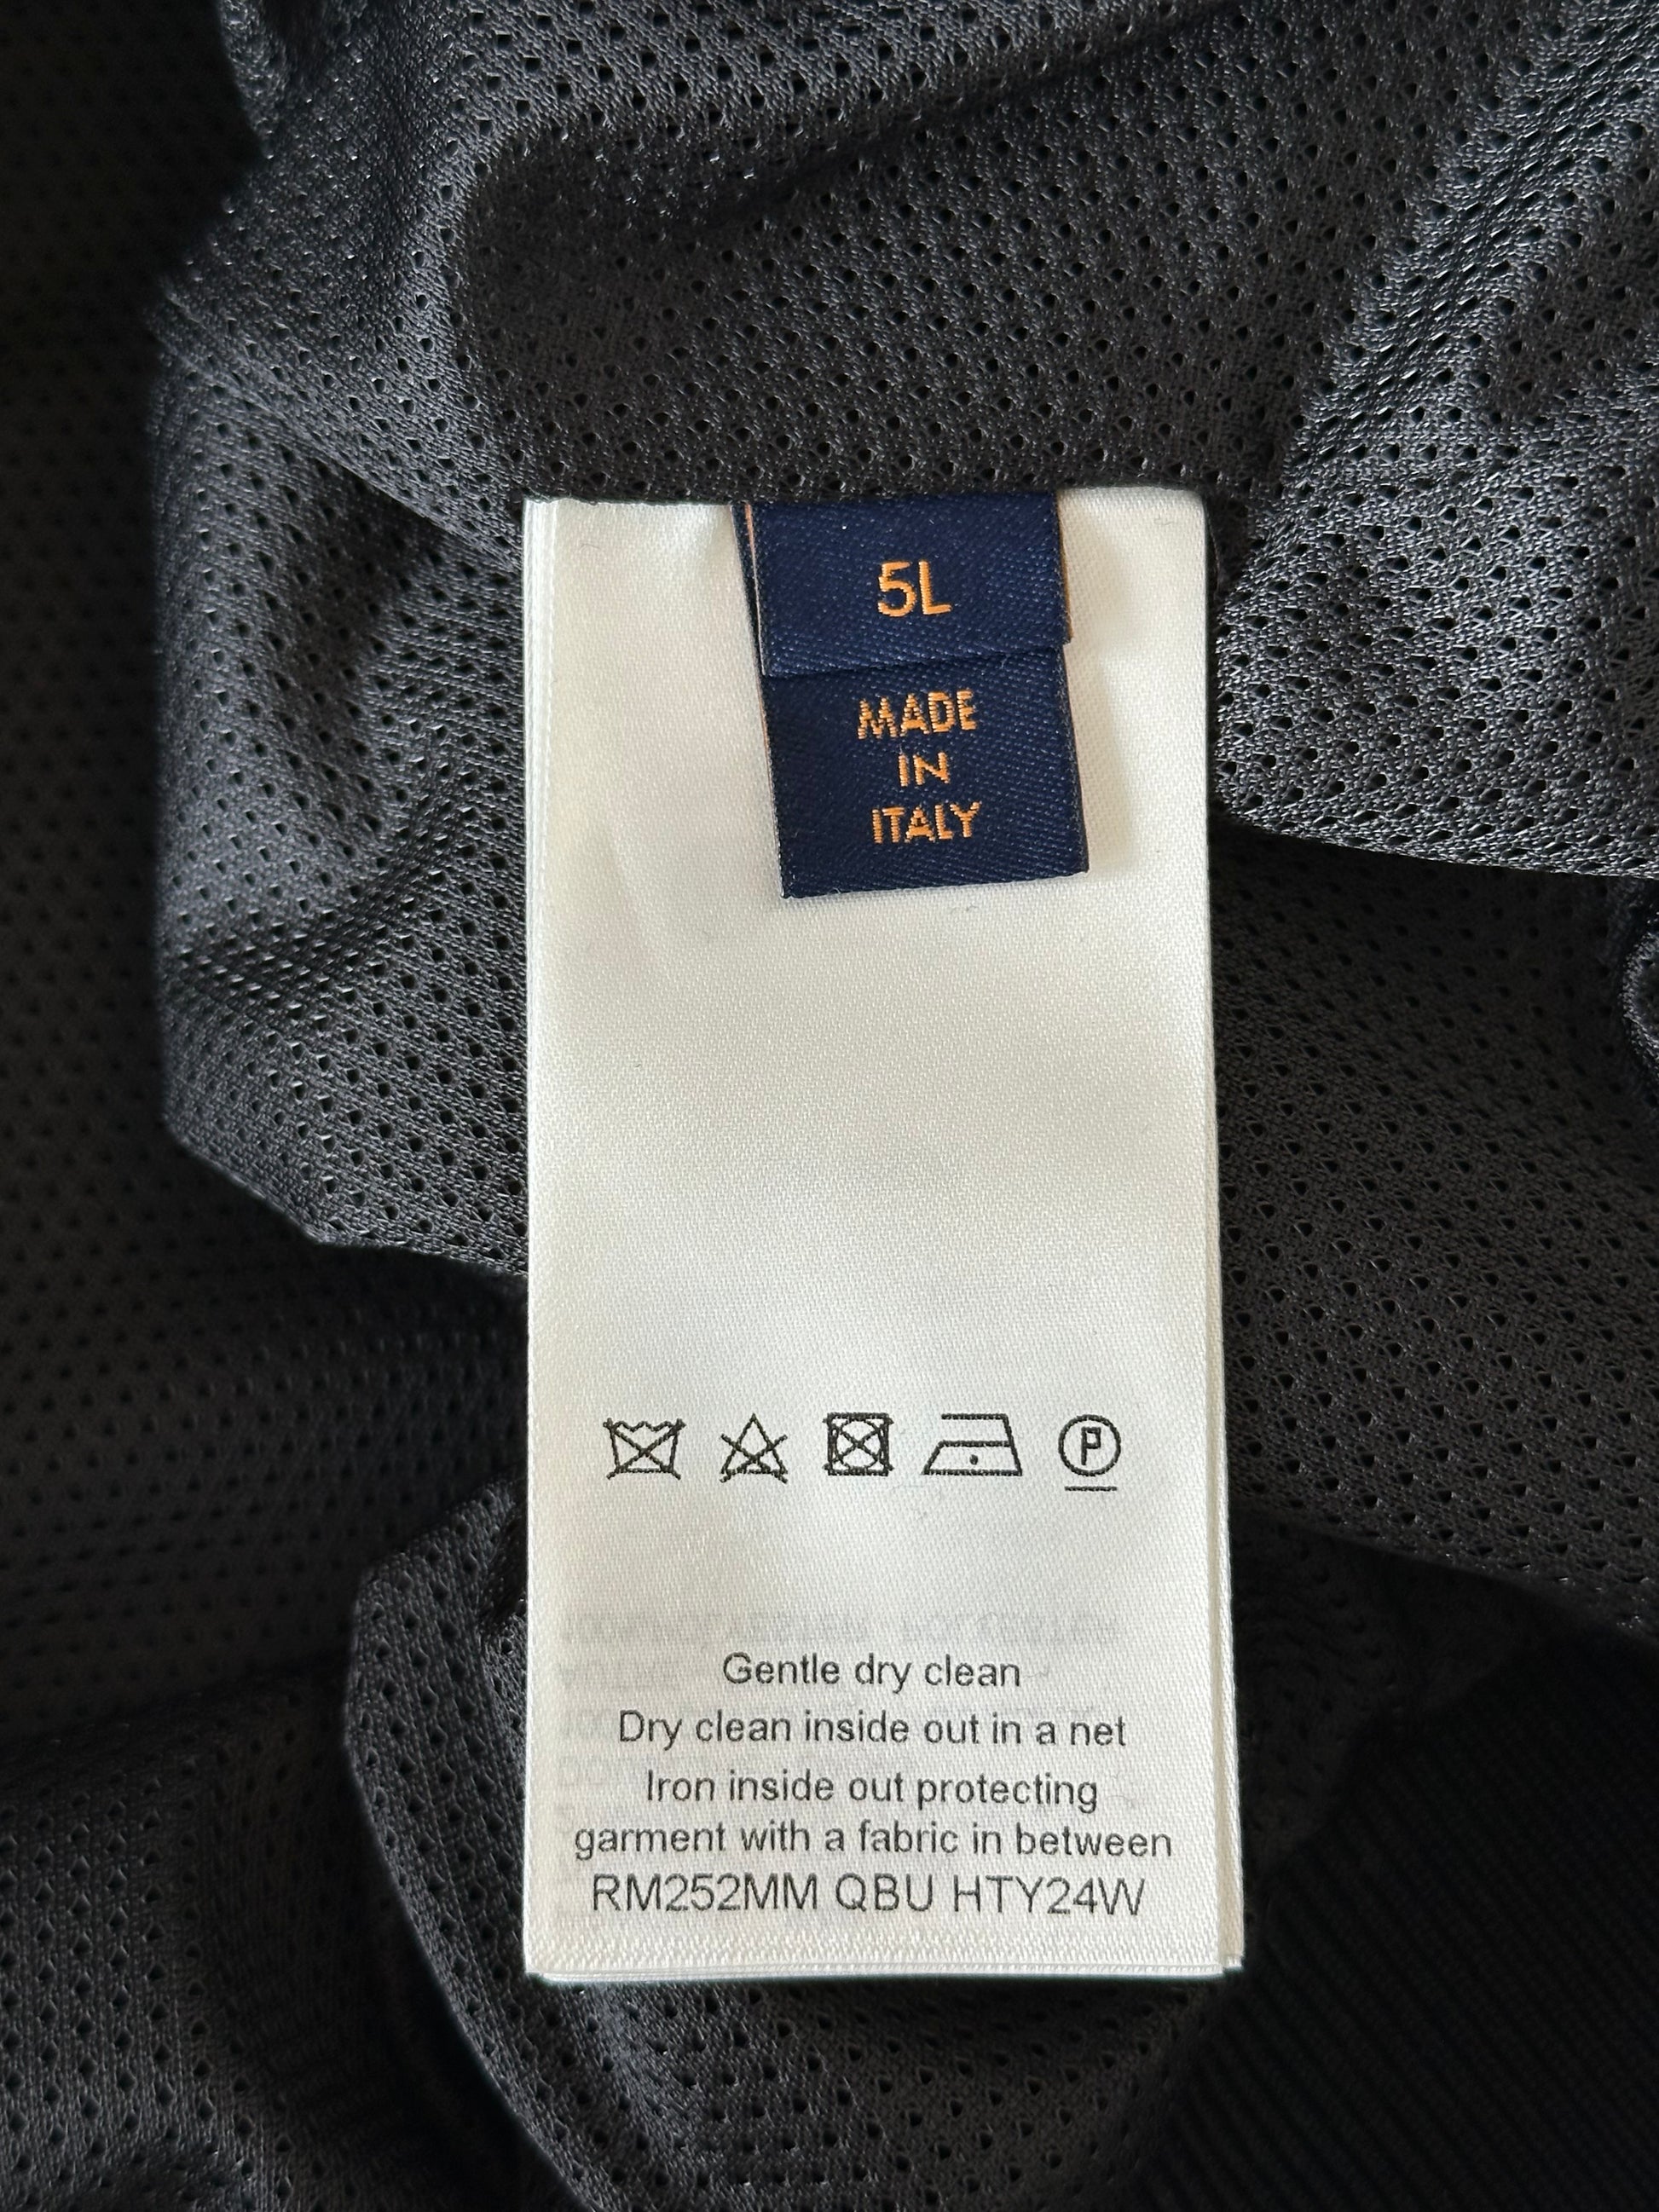 5L
MADE
IN
ITALY
P
Gentle dry clean
Dry clean inside out in a net
Iron inside out protecting
garment with a fabric in between
RM252MM QBU HTY24W